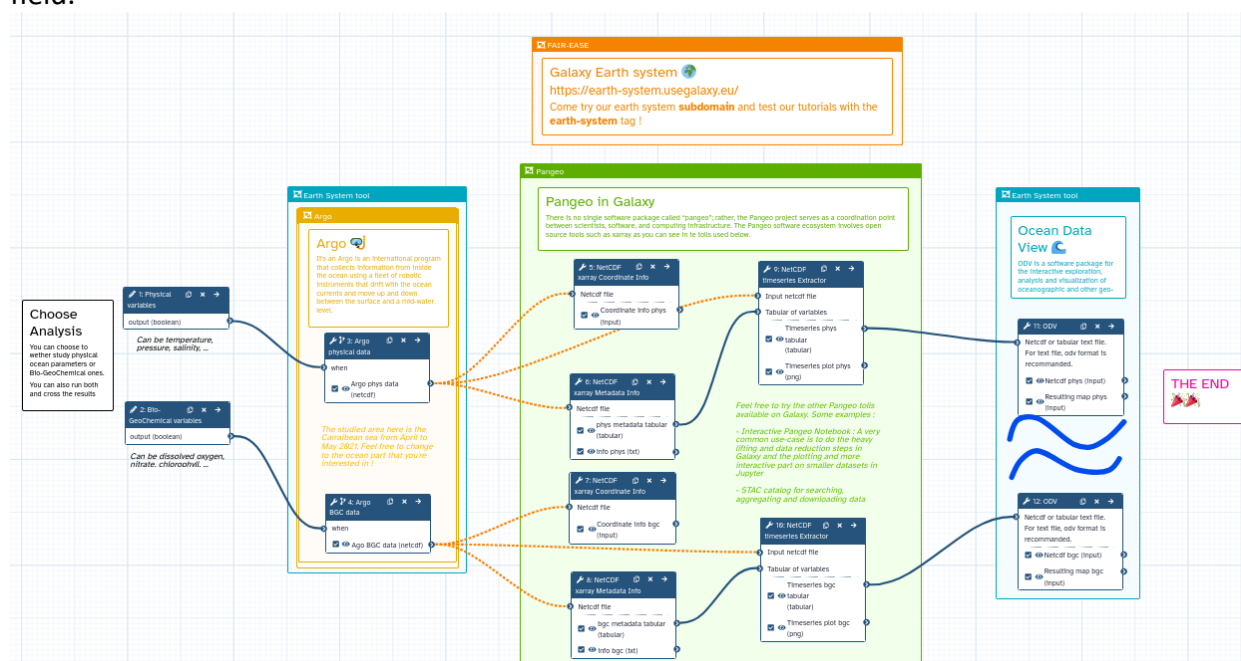 field.
FAIR-EASE
Galaxy Earth system
https://earth-system.usegalaxy.eu/
Come try our earth system subdomain and test our tutorials with the
earth-system tag !
Choose
Analysis
You can choose to
wether study physical
ocean parameters or
Bio-GeoChemical ones.
You can also run both
and cross the results
1: Physical
variables
output (boolean)
Can be temperature,
pressure, salinity, ...
2: Bio-
GeoChemical variables
output (boolean)
Can be dissolved oxygen,
nitrate, chlorophyll, ...
Earth System tool
Argo
Argo
It's an Argo is an international program
that collects information from inside
the ocean using a fleet of robotic
instruments that drift with the ocean
currents and move up and down
between the surface and a mid-water
level.
3: Argo
physical data
when
Argo phys data
(netcdf)
The studied area here is the
Carraibean sea from April to
May 2021. Feel free to change
to the ocean part that you're
interested in !
4: Argo
BGC data
when
Ago BGC data (netcdf)
Pangeo
Pangeo in Galaxy
There is no single software package called "pangeo"; rather, the Pangeo project serves as a coordination point
between scientists, software, and computing infrastructure. The Pangeo software ecosystem involves open
source tools such as xarray as you can see in te tolls used below.
5: NetCDF
xarray Coordinate Info
Netcdf file
Coordinate info phys
(input)
6: NetCDF
xarray Metadata Info
Netcdf file
phys metadata tabular
(tabular)
Info phys (txt)
7: NetCDF
xarray Coordinate Info
Netcdf file
Coordinate info bgc
(input)
8: NetCDF
xarray Metadata Info
Netcdf file
bgc metadata tabular
(tabular)
Info bgc (txt)
9: NetCDF
timeseries Extractor
Input netcdf file
Tabular of variables
Timeseries phys
tabular
(tabular)
Timeseries plot phys
(png)
Feel free to try the other Pangeo tolls
available on Galaxy. Some examples :
- Interactive Pangeo Notebook : A very
common use-case is to do the heavy
lifting and data reduction steps in
Galaxy and the plotting and more
interactive part on smaller datasets in
Jupyter
- STAC catalog for searching,
aggregating and downloading data
10: NetCDF
timeseries Extractor
Input netcdf file
Tabular of variables
Timeseries bgc
tabular
(tabular)
Timeseries plot bgc
(png)
Earth System tool
Ocean Data
View
ODV is a software package for
the interactive exploration,
analysis and visualization of
oceanographic and other geo-
11: ODV
Netcdf or tabular text file.
For text file, odv format is
recommanded.
Netcdf phys (input)
Resulting map phys
(input)
12: ODV
Netcdf or tabular text file.
For text file, odv format is
recommanded.
Netcdf bgc (input)
Resulting map bgc
(input)
THE END